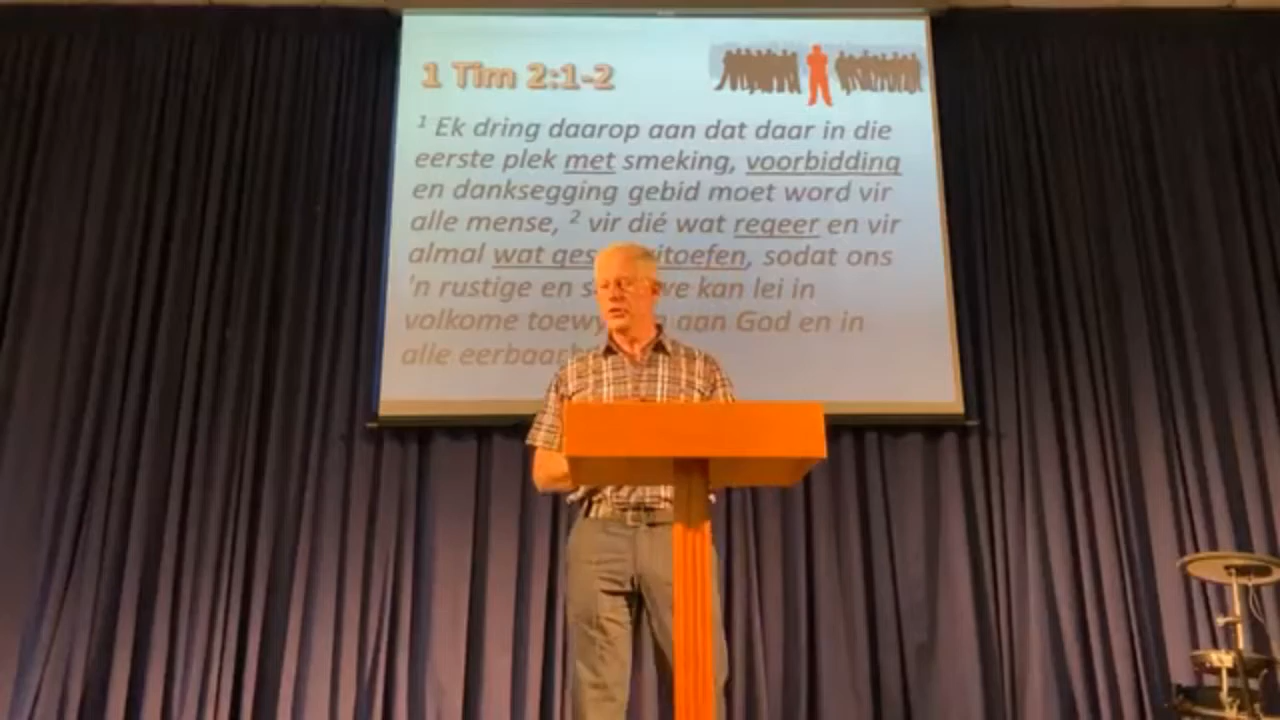 1 Tim 2:1-2
¹ Ek dring daarop aan dat daar in die
eerste plek met smeking, voorbidding
en danksegging gebid moet word vir
alle mense, ² vir dié wat regeer en vir
almal wat sodat ons
'n rustige en kan lei in
volkome aan God en in
alle